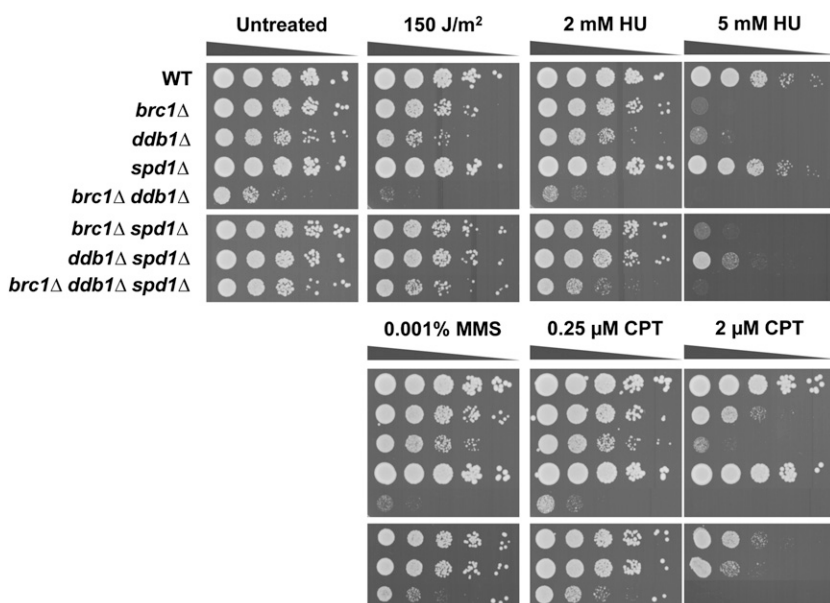 Untreated 150 J/m² 2 mM HU 5 mM HU
WT
brc1Δ
ddb1Δ
spd1Δ
brc1Δ ddb1Δ
brc1Δ spd1Δ
ddb1Δ spd1Δ
brc1Δ ddb1Δ spd1Δ
0.001% MMS 0.25 µM CPT 2 µM CPT